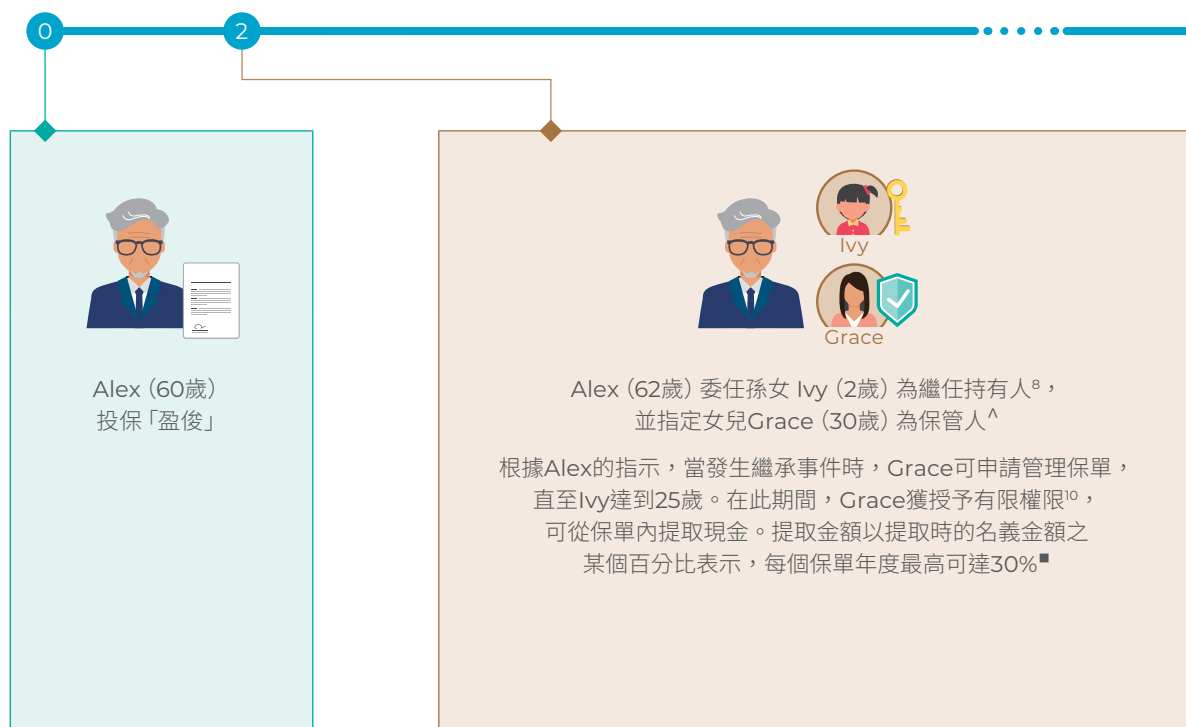 0
2
Ivy
Grace
Alex（60歲）
投保「盈俊」
Alex（62歲）委任孫女 Ivy（2歲）為繼任持有人⁸，
並指定女兒Grace（30歲）為保管人^
根據Alex的指示，當發生繼承事件時，Grace可申請管理保單，
直至Ivy達到25歲。在此期間，Grace獲授予有限權限¹⁰，
可從保單內提取現金。提取金額以提取時的名義金額之
某個百分比表示，每個保單年度最高可達30%■